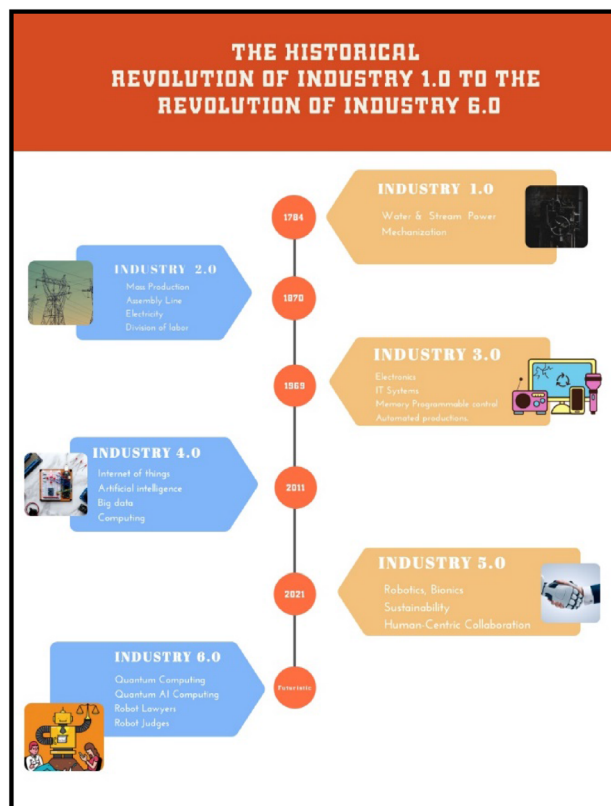 THE HISTORICAL
REVOLUTION OF INDUSTRY 1.0 TO THE
REVOLUTION OF INDUSTRY 6.0
1784
INDUSTRY 1.0
Water & Stream Power
Mechanization
INDUSTRY 2.0
Mass Production
Assembly Line
Electricity
Division of labor
1870
1969
INDUSTRY 3.0
Electronics
IT Systems
Memory Programmable control
Automated productions
INDUSTRY 4.0
Internet of things
Artificial intelligence
Big data
Computing
2011
2021
INDUSTRY 5.0
Robotics, Bionics
Sustainability
Human-Centric Collaboration
INDUSTRY 6.0
Quantum Computing
Quantum AI Computing
Robot Lawyers
Robot Judges
Futuristic